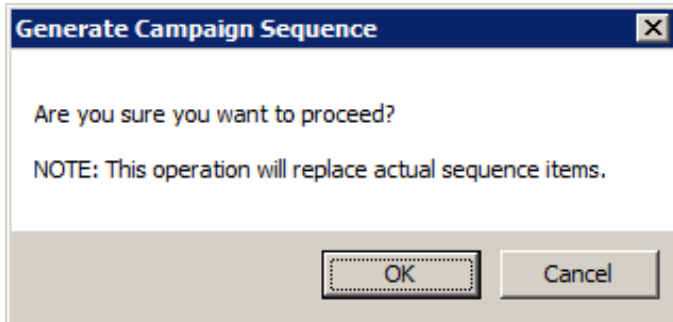 Generate Campaign Sequence
Are you sure you want to proceed?
NOTE: This operation will replace actual sequence items.
OK
Cancel